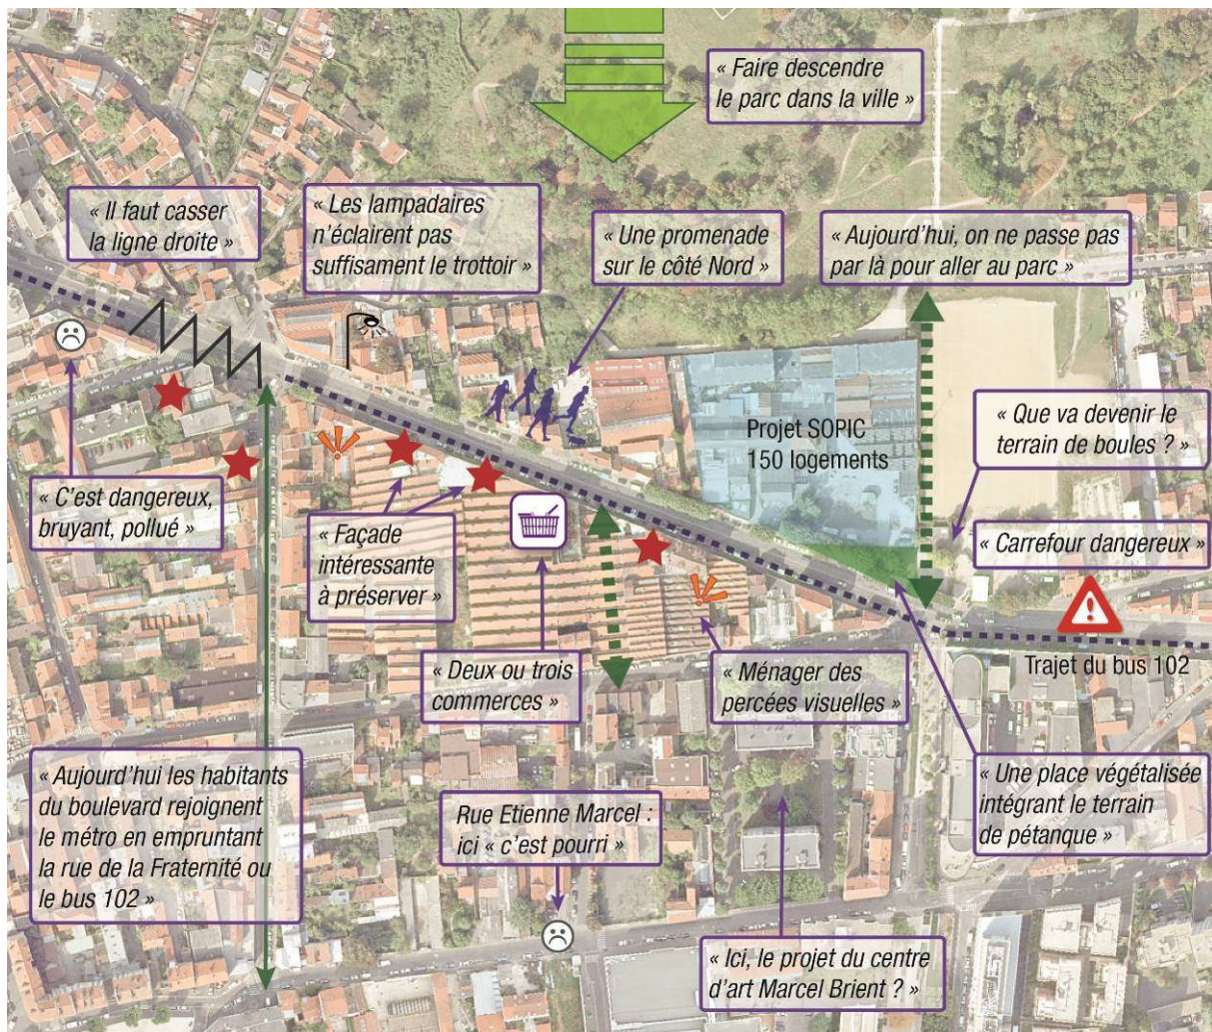 « Faire descendre
le parc dans la ville »
« Il faut casser
la ligne droite »
« Les lampadaires
n'éclairent pas
suffisament le trottoir »
« Une promenade
sur le côté Nord »
« Aujourd'hui, on ne passe pas
par là pour aller au parc »
« Que va devenir le
terrain de boules ? »
Projet SOPIC
150 logements
« C'est dangereux,
bruyant, pollué »
« Façade
intéressante
à préserver »
« Carrefour dangereux »
Trajet du bus 102
« Deux ou trois
commerces »
« Ménager des
percées visuelles »
« Aujourd'hui les habitants
du boulevard rejoignent
le métro en empruntant
la rue de la Fraternité ou
le bus 102 »
Rue Etienne Marcel :
ici « c'est pourri »
« Une place végétalisée
intégrant le terrain
de pétanque »
« Ici, le projet du centre
d'art Marcel Brient ? »